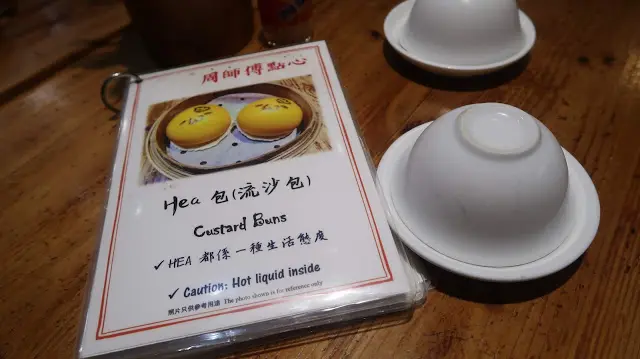 周師傅點心
Hea 包(流沙包)
Custard Buns
✓ HEA 都係一種生活態度
✓ Caution: Hot liquid inside
照片只供參考用途 The photo shown is for reference only